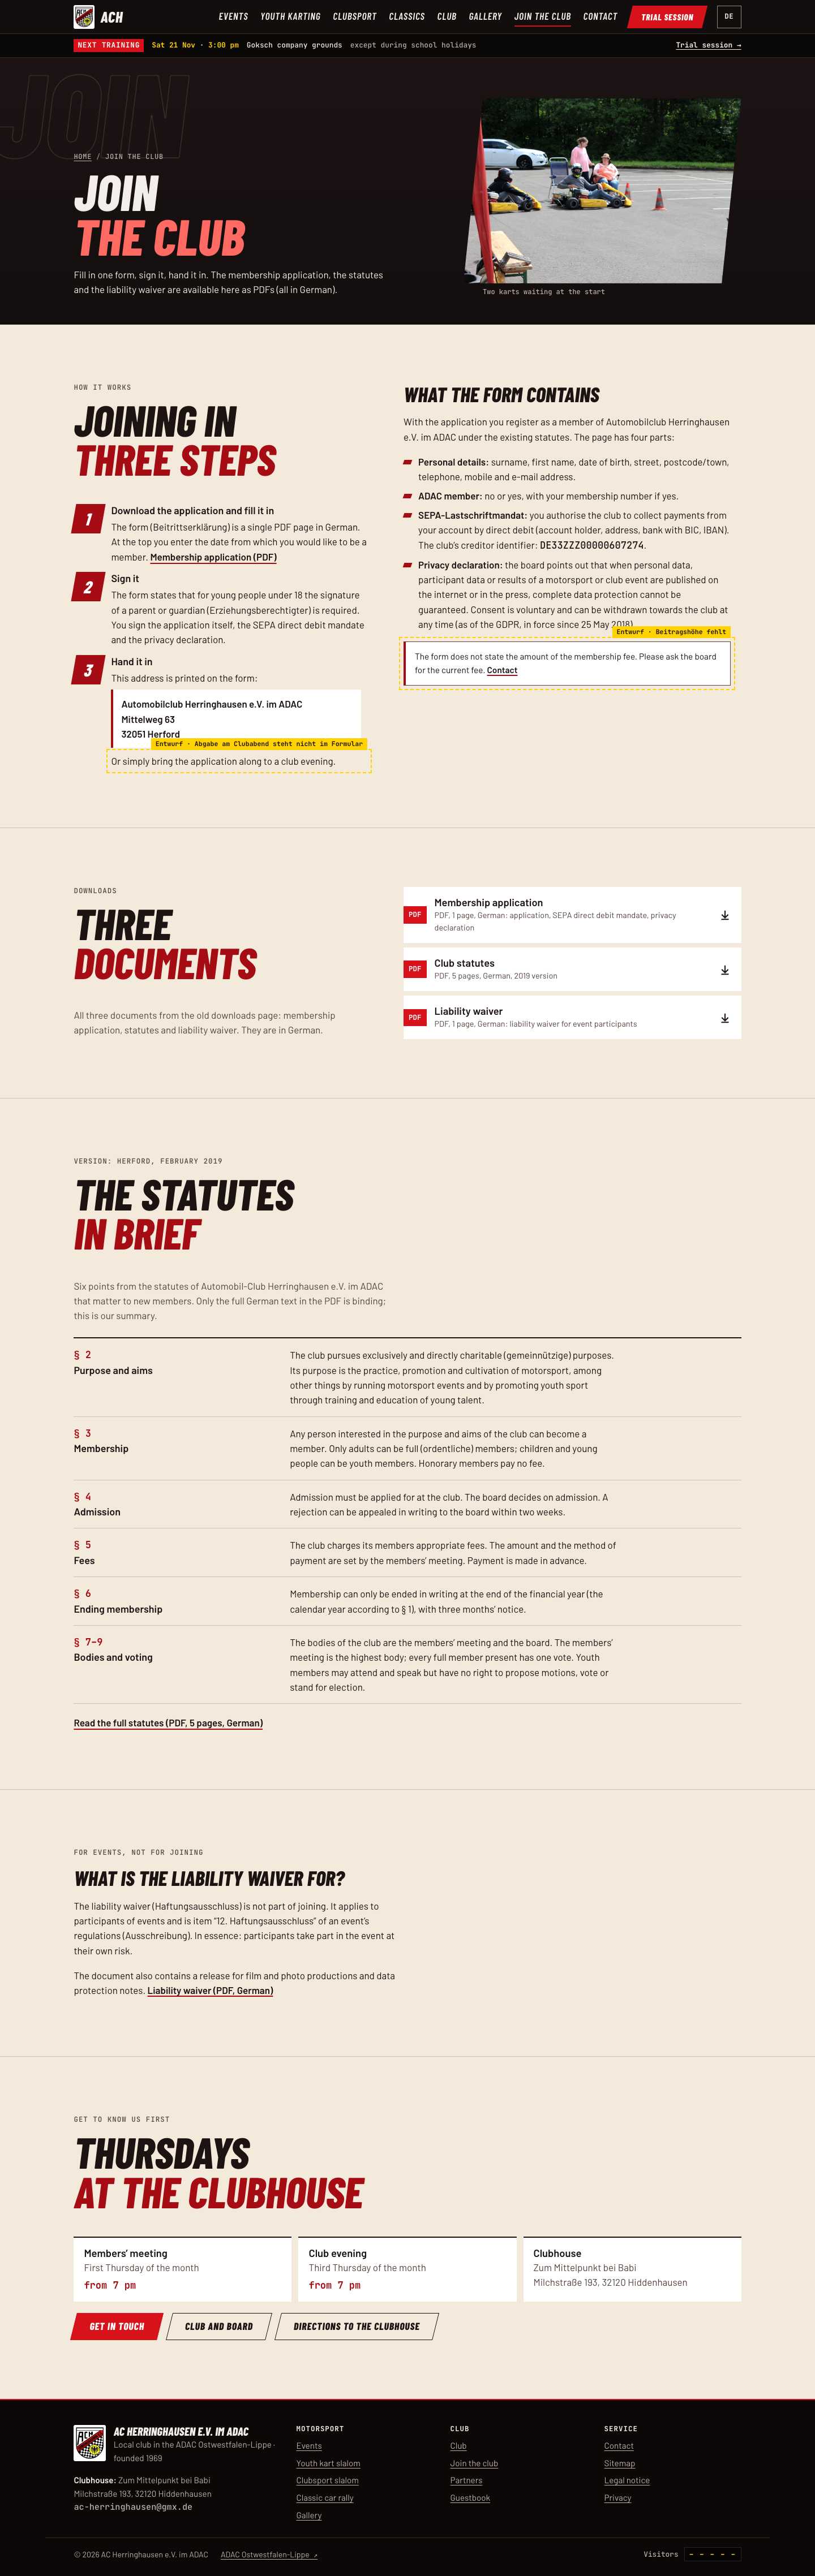 ACH
EVENTS YOUTH KARTING CLUBSPORT CLASSICS CLUB GALLERY JOIN THE CLUB CONTACT TRIAL SESSION DE
NEXT TRAINING Sat 21 Nov · 3:00 pm Goksch company grounds except during school holidays Trial session →
JOIN
HOME / JOIN THE CLUB
JOIN
THE CLUB
Fill in one form, sign it, hand it in. The membership application, the statutes
and the liability waiver are available here as PDFs (all in German).
Two karts waiting at the start
HOW IT WORKS
JOINING IN
THREE STEPS
1
Download the application and fill it in
The form (Beitrittserklärung) is a single PDF page in German.
At the top you enter the date from which you would like to be a
member. Membership application (PDF)
2
Sign it
The form states that for young people under 18 the signature
of a parent or guardian (Erziehungsberechtigter) is required.
You sign the application itself, the SEPA direct debit mandate
and the privacy declaration.
3
Hand it in
This address is printed on the form:
Automobilclub Herringhausen e.V. im ADAC
Mittelweg 63
32051 Herford
Entwurf · Abgabe am Clubabend steht nicht im Formular
Or simply bring the application along to a club evening.
WHAT THE FORM CONTAINS
With the application you register as a member of Automobilclub Herringhausen
e.V. im ADAC under the existing statutes. The page has four parts:
Personal details: surname, first name, date of birth, street, postcode/town,
telephone, mobile and e-mail address.
ADAC member: no or yes, with your membership number if yes.
SEPA-Lastschriftmandat: you authorise the club to collect payments from
your account by direct debit (account holder, address, bank with BIC, IBAN).
The club's creditor identifier: DE33ZZZ00000607274.
Privacy declaration: the board points out that when personal data,
participant data or results of a motorsport or club event are published on
the internet or in the press, complete data protection cannot be
guaranteed. Consent is voluntary and can be withdrawn towards the club at
any time (as of the GDPR, in force since 25 May 2018).
Entwurf · Beitragshöhe fehlt
The form does not state the amount of the membership fee. Please ask the board
for the current fee. Contact
DOWNLOADS
THREE
DOCUMENTS
All three documents from the old downloads page: membership
application, statutes and liability waiver. They are in German.
PDF
Membership application
PDF, 1 page, German: application, SEPA direct debit mandate, privacy
declaration
PDF
Club statutes
PDF, 5 pages, German, 2019 version
PDF
Liability waiver
PDF, 1 page, German: liability waiver for event participants
VERSION: HERFORD, FEBRUARY 2019
THE STATUTES
IN BRIEF
Six points from the statutes of Automobil-Club Herringhausen e.V. im ADAC
that matter to new members. Only the full German text in the PDF is binding;
this is our summary.
§ 2
Purpose and aims
The club pursues exclusively and directly charitable (gemeinnützige) purposes.
Its purpose is the practice, promotion and cultivation of motorsport, among
other things by running motorsport events and by promoting youth sport
through training and education of young talent.
§ 3
Membership
Any person interested in the purpose and aims of the club can become a
member. Only adults can be full (ordentliche) members; children and young
people can be youth members. Honorary members pay no fee.
§ 4
Admission
Admission must be applied for at the club. The board decides on admission. A
rejection can be appealed in writing to the board within two weeks.
§ 5
Fees
The club charges its members appropriate fees. The amount and the method of
payment are set by the members' meeting. Payment is made in advance.
§ 6
Ending membership
Membership can only be ended in writing at the end of the financial year (the
calendar year according to § 1), with three months' notice.
§ 7–9
Bodies and voting
The bodies of the club are the members' meeting and the board. The members'
meeting is the highest body; every full member present has one vote. Youth
members may attend and speak but have no right to propose motions, vote or
stand for election.
Read the full statutes (PDF, 5 pages, German)
FOR EVENTS, NOT FOR JOINING
WHAT IS THE LIABILITY WAIVER FOR?
The liability waiver (Haftungsausschluss) is not part of joining. It applies to
participants of events and is item "12. Haftungsausschluss" of an event's
regulations (Ausschreibung). In essence: participants take part in the event at
their own risk.
The document also contains a release for film and photo productions and data
protection notes. Liability waiver (PDF, German)
GET TO KNOW US FIRST
THURSDAYS
AT THE CLUBHOUSE
Members' meeting
First Thursday of the month
from 7 pm
Club evening
Third Thursday of the month
from 7 pm
Clubhouse
Zum Mittelpunkt bei Babi
Milchstraße 193, 32120 Hiddenhausen
GET IN TOUCH CLUB AND BOARD DIRECTIONS TO THE CLUBHOUSE
ACH
AC HERRINGHAUSEN E.V. IM ADAC
Local club in the ADAC Ostwestfalen-Lippe ·
founded 1969
Clubhouse: Zum Mittelpunkt bei Babi
Milchstraße 193, 32120 Hiddenhausen
ac-herringhausen@gmx.de
MOTORSPORT
Events
Youth kart slalom
Clubsport slalom
Classic car rally
Gallery
CLUB
Club
Join the club
Partners
Guestbook
SERVICE
Contact
Sitemap
Legal notice
Privacy
© 2026 AC Herringhausen e.V. im ADAC ADAC Ostwestfalen-Lippe ↗ Visitors – – – – –